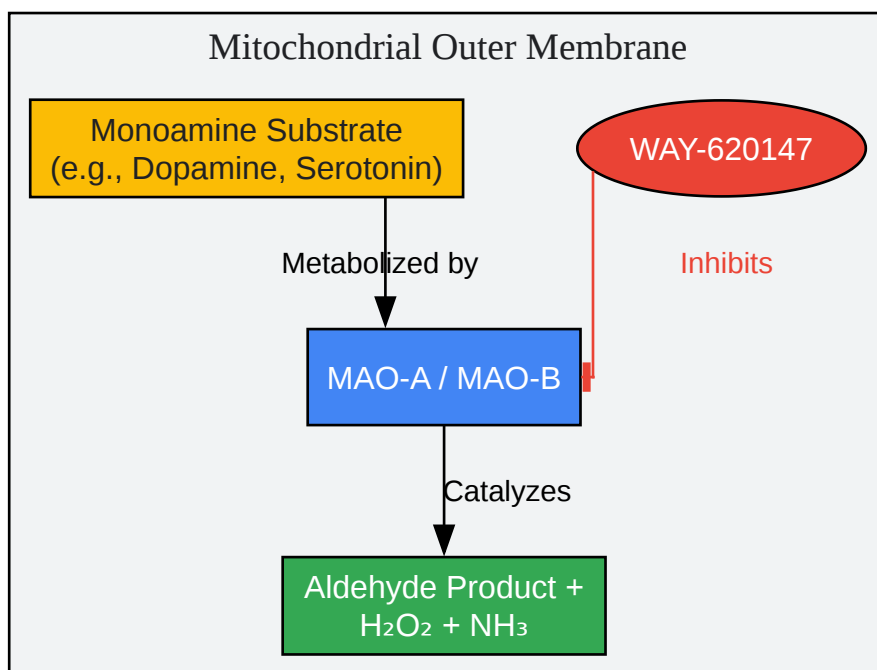 Mitochondrial Outer Membrane
Monoamine Substrate
(e.g., Dopamine, Serotonin)
WAY-620147
Metabolized by
Inhibits
MAO-A / MAO-B
Catalyzes
Aldehyde Product +
H₂O₂ + NH₃